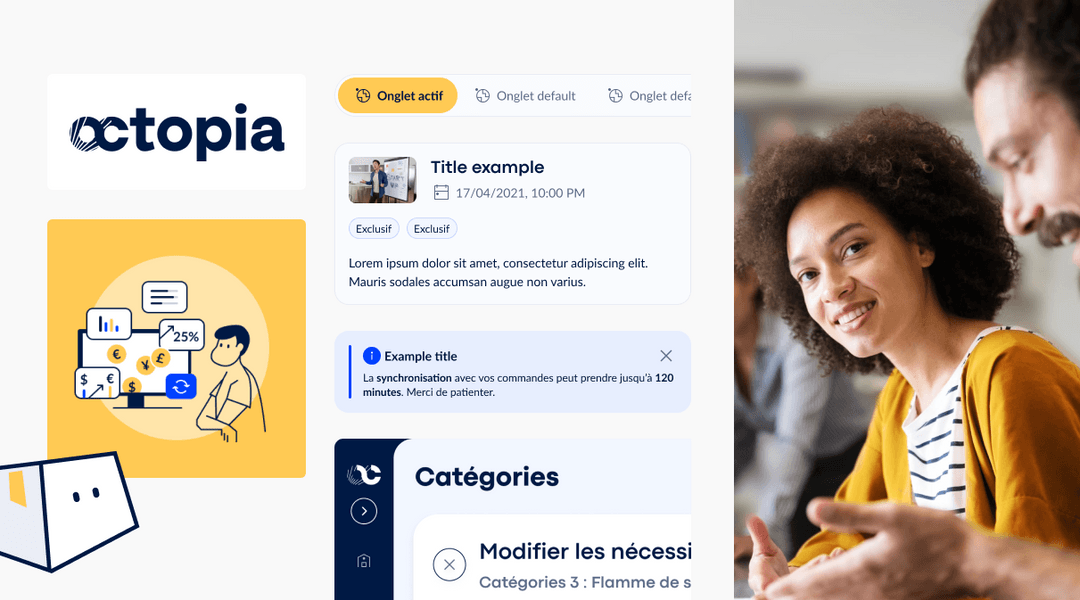 octopia
25%
€
¥
£
$
€
$
Onglet actif
Onglet default
Onglet defa
Title example
17/04/2021, 10:00 PM
Exclusif
Exclusif
Lorem ipsum dolor sit amet, consectetur adipiscing elit.
Mauris sodales accumsan augue non varius.
Example title
La synchronisation avec vos commandes peut prendre jusqu'à 120
minutes. Merci de patienter.
Catégories
Modifier les nécessi
Catégories 3 : Flamme de s